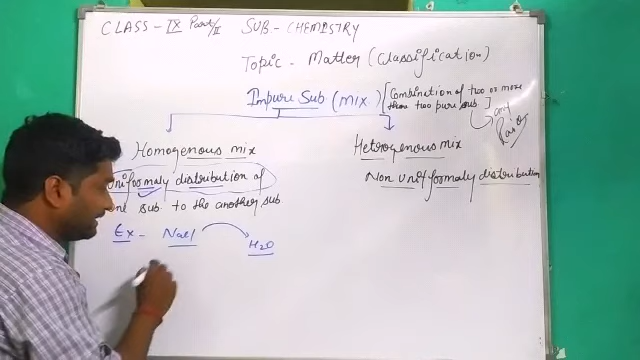 CLASS - IX Part/II SUB - CHEMISTRY
Topic - Matter (Classification)
Impure Sub (Mix.) [Combination of two or more
than two pure sub.]
any
Ratio
Homogenous mix
Hetrogenous mix
Uniformaly distribution of
one sub. to the another sub.
Non Uniformaly distribution
Ex - NaCl
H2O